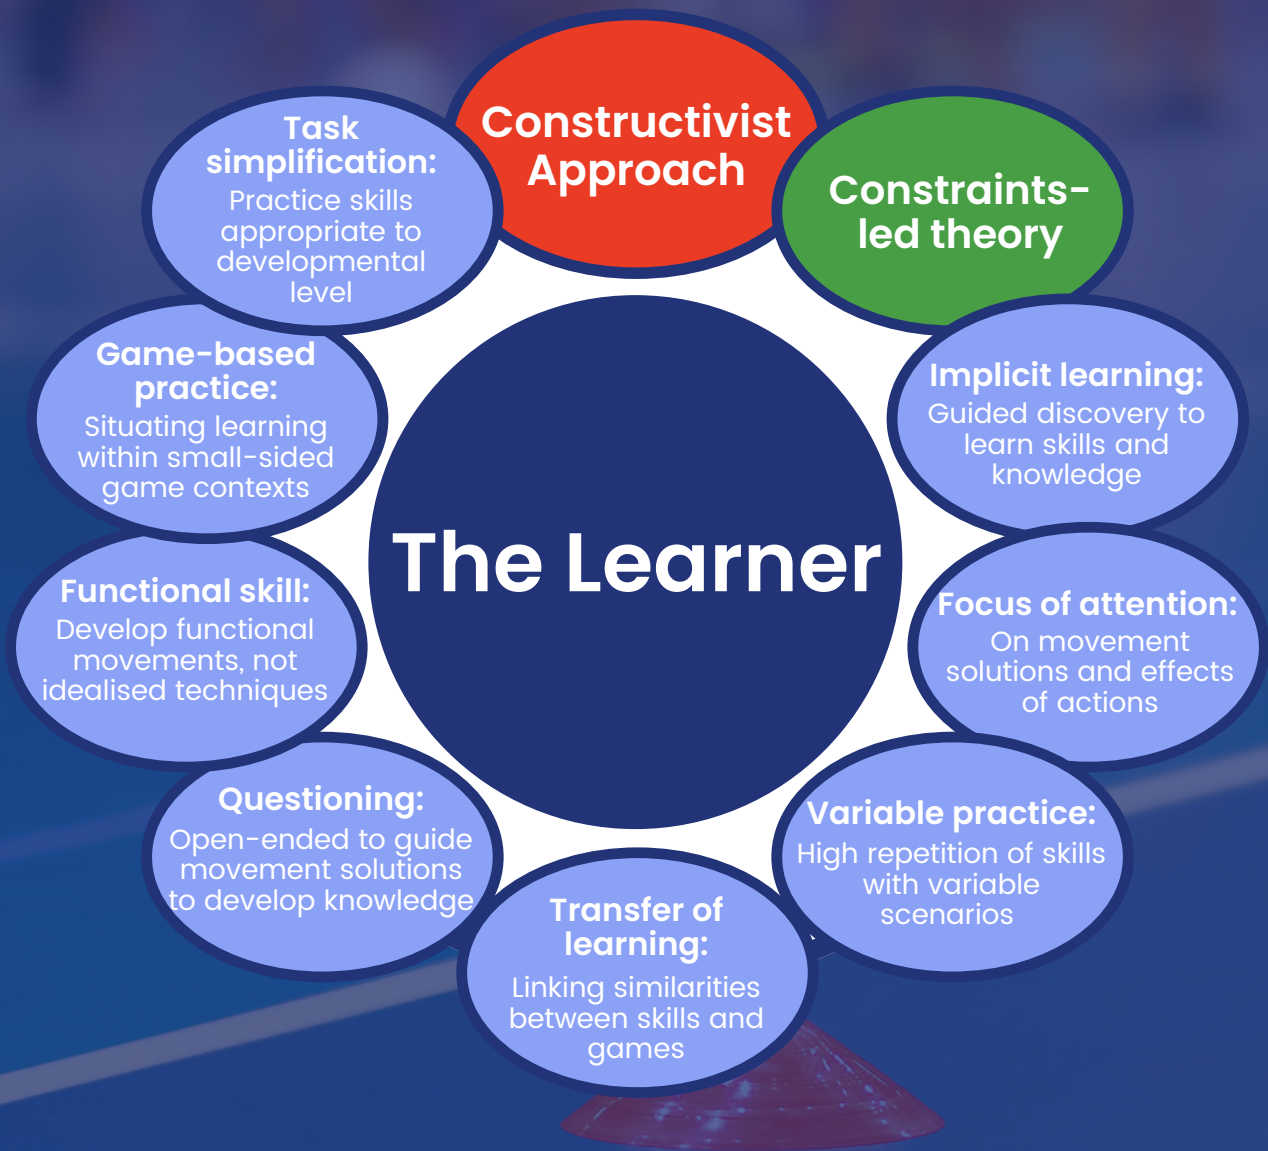 Constructivist
Approach
Constraints-
led theory
Implicit learning:
Guided discovery to
learn skills and
knowledge
Focus of attention:
On movement
solutions and effects
of actions
Variable practice:
High repetition of skills
with variable
scenarios
Transfer of
learning:
Linking similarities
between skills and
games
Questioning:
Open-ended to guide
movement solutions
to develop knowledge
Functional skill:
Develop functional
movements, not
idealised techniques
Game-based
practice:
Situating learning
within small-sided
game contexts
Task
simplification:
Practice skills
appropriate to
developmental
level
The Learner